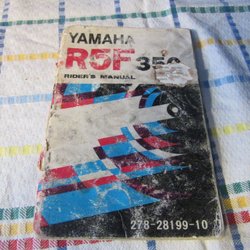 YAMAHA
R5F 350
RIDER'S MANUAL
278-28199-10